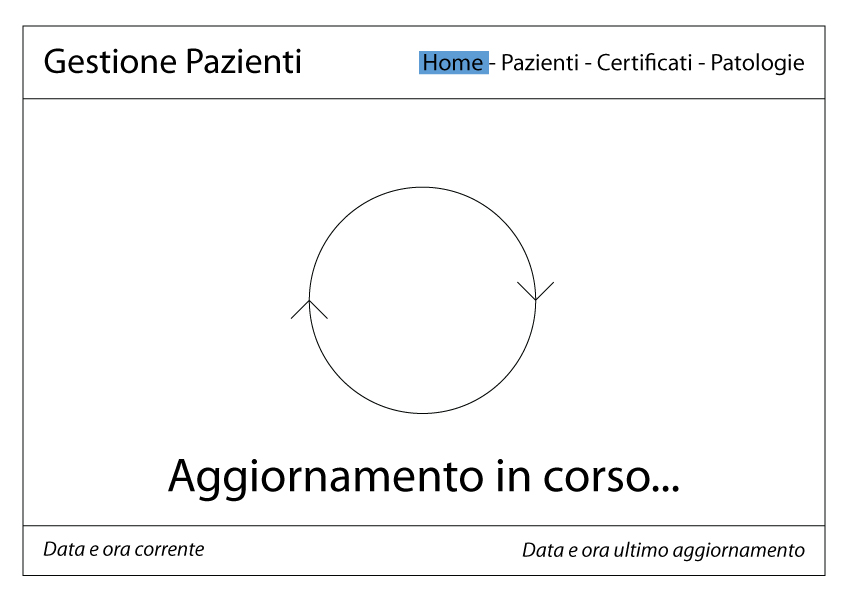 Gestione Pazienti
Home - Pazienti - Certificati - Patologie
Aggiornamento in corso...
Data e ora corrente
Data e ora ultimo aggiornamento